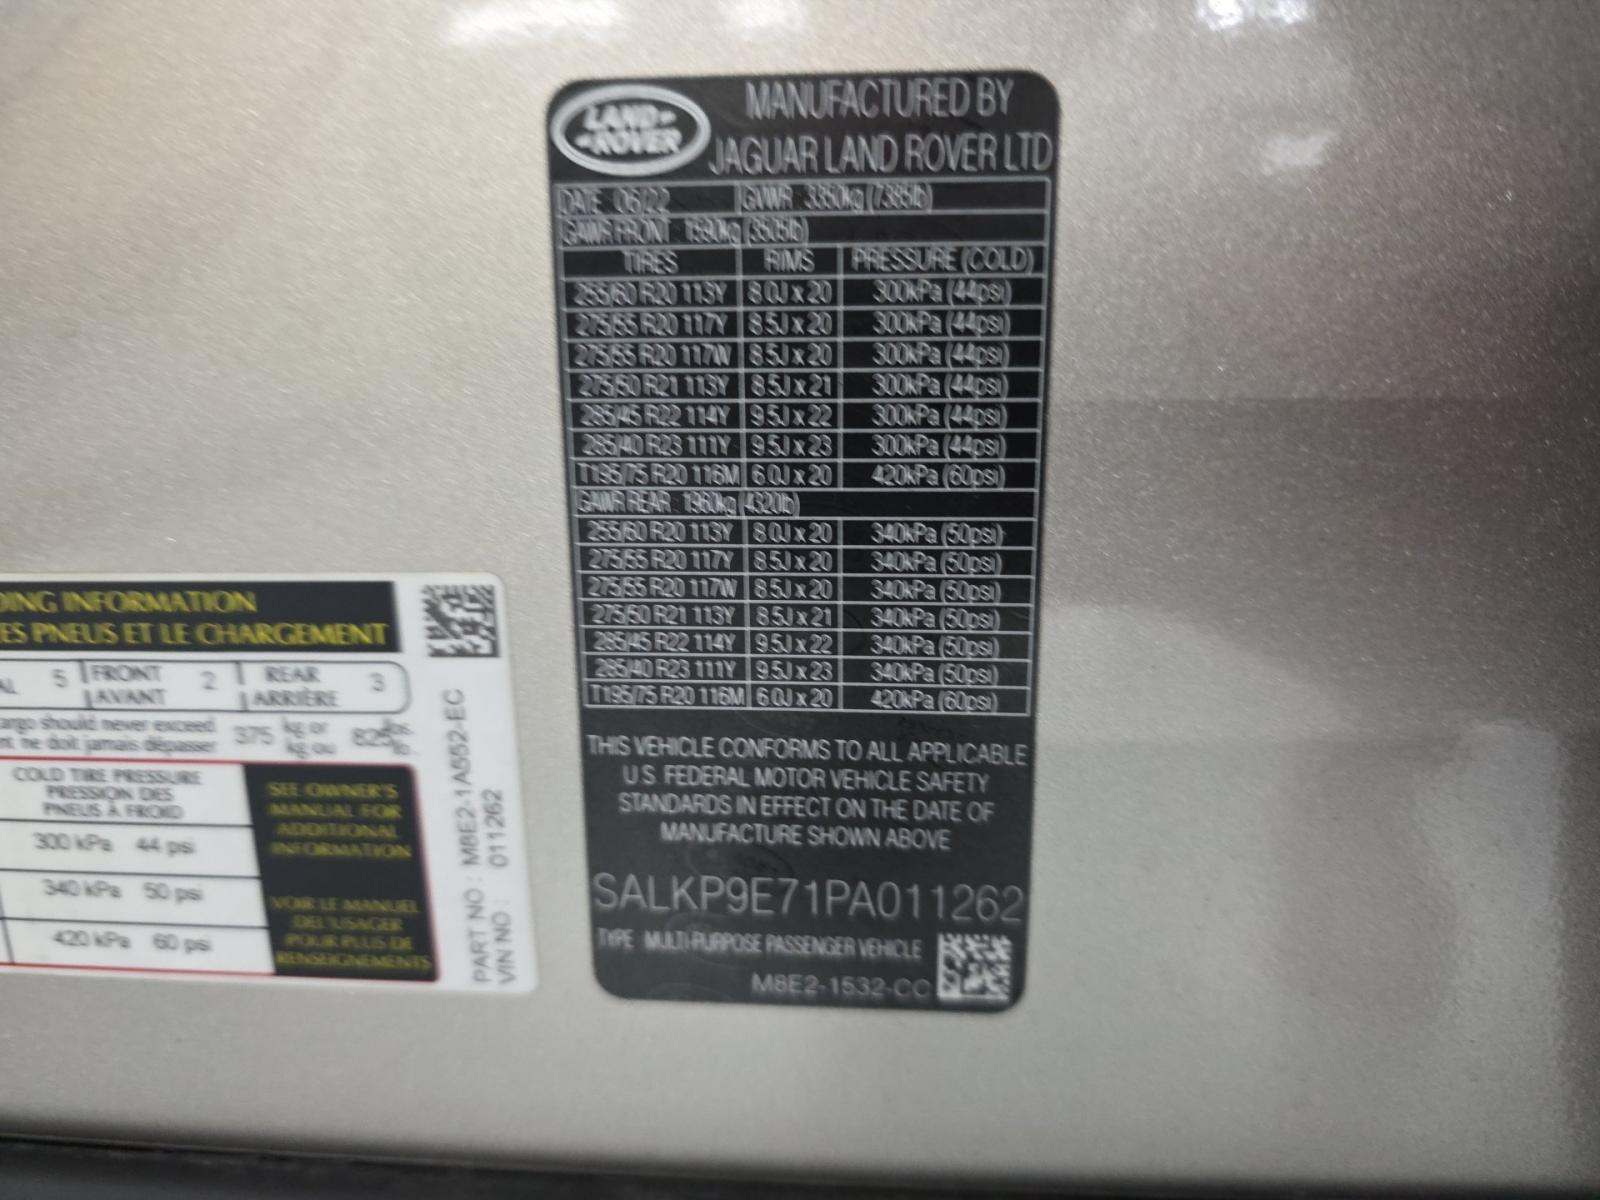 LAND-
-ROVER
MANUFACTURED BY
JAGUAR LAND ROVER LTD
DATE 06/22 GVWR 3350kg (7385lb)
GAWR FRONT 1590kg (3505lb)
TIRES RIMS PRESSURE (COLD)
255/60 R20 113Y 8.0J x 20 300kPa (44psi)
275/55 R20 117Y 8.5J x 20 300kPa (44psi)
275/55 R20 117W 8.5J x 20 300kPa (44psi)
275/50 R21 113Y 8.5J x 21 300kPa (44psi)
285/45 R22 114Y 9.5J x 22 300kPa (44psi)
285/40 R23 111Y 9.5J x 23 300kPa (44psi)
T195/75 R20 116M 6.0J x 20 420kPa (60psi)
GAWR REAR 1960kg (4320lb)
255/60 R20 113Y 8.0J x 20 340kPa (50psi)
275/55 R20 117Y 8.5J x 20 340kPa (50psi)
275/55 R20 117W 8.5J x 20 340kPa (50psi)
275/50 R21 113Y 8.5J x 21 340kPa (50psi)
285/45 R22 114Y 9.5J x 22 340kPa (50psi)
285/40 R23 111Y 9.5J x 23 340kPa (50psi)
T195/75 R20 116M 6.0J x 20 420kPa (60psi)
THIS VEHICLE CONFORMS TO ALL APPLICABLE
U.S. FEDERAL MOTOR VEHICLE SAFETY
STANDARDS IN EFFECT ON THE DATE OF
MANUFACTURE SHOWN ABOVE
SALKP9E71PA011262
TYPE MULTI-PURPOSE PASSENGER VEHICLE
M8E2-1532-CC
DING INFORMATION
ES PNEUS ET LE CHARGEMENT
AL 5 FRONT 2 REAR 3
AVANT ARRIÈRE
argo should never exceed 375 kg or lbs.
nt ne doit jamais dépasser kg ou lb.
COLD TIRE PRESSURE
PRESSION DES
PNEUS À FROID
300 kPa 44 psi
340 kPa 50 psi
420 kPa 60 psi
SEE OWNER'S
MANUAL FOR
ADDITIONAL
INFORMATION
VOIR LE MANUEL
DE L'USAGER
POUR PLUS DE
RENSEIGNEMENTS
PART NO : M8E2-1A552-EC
VIN NO : 011262